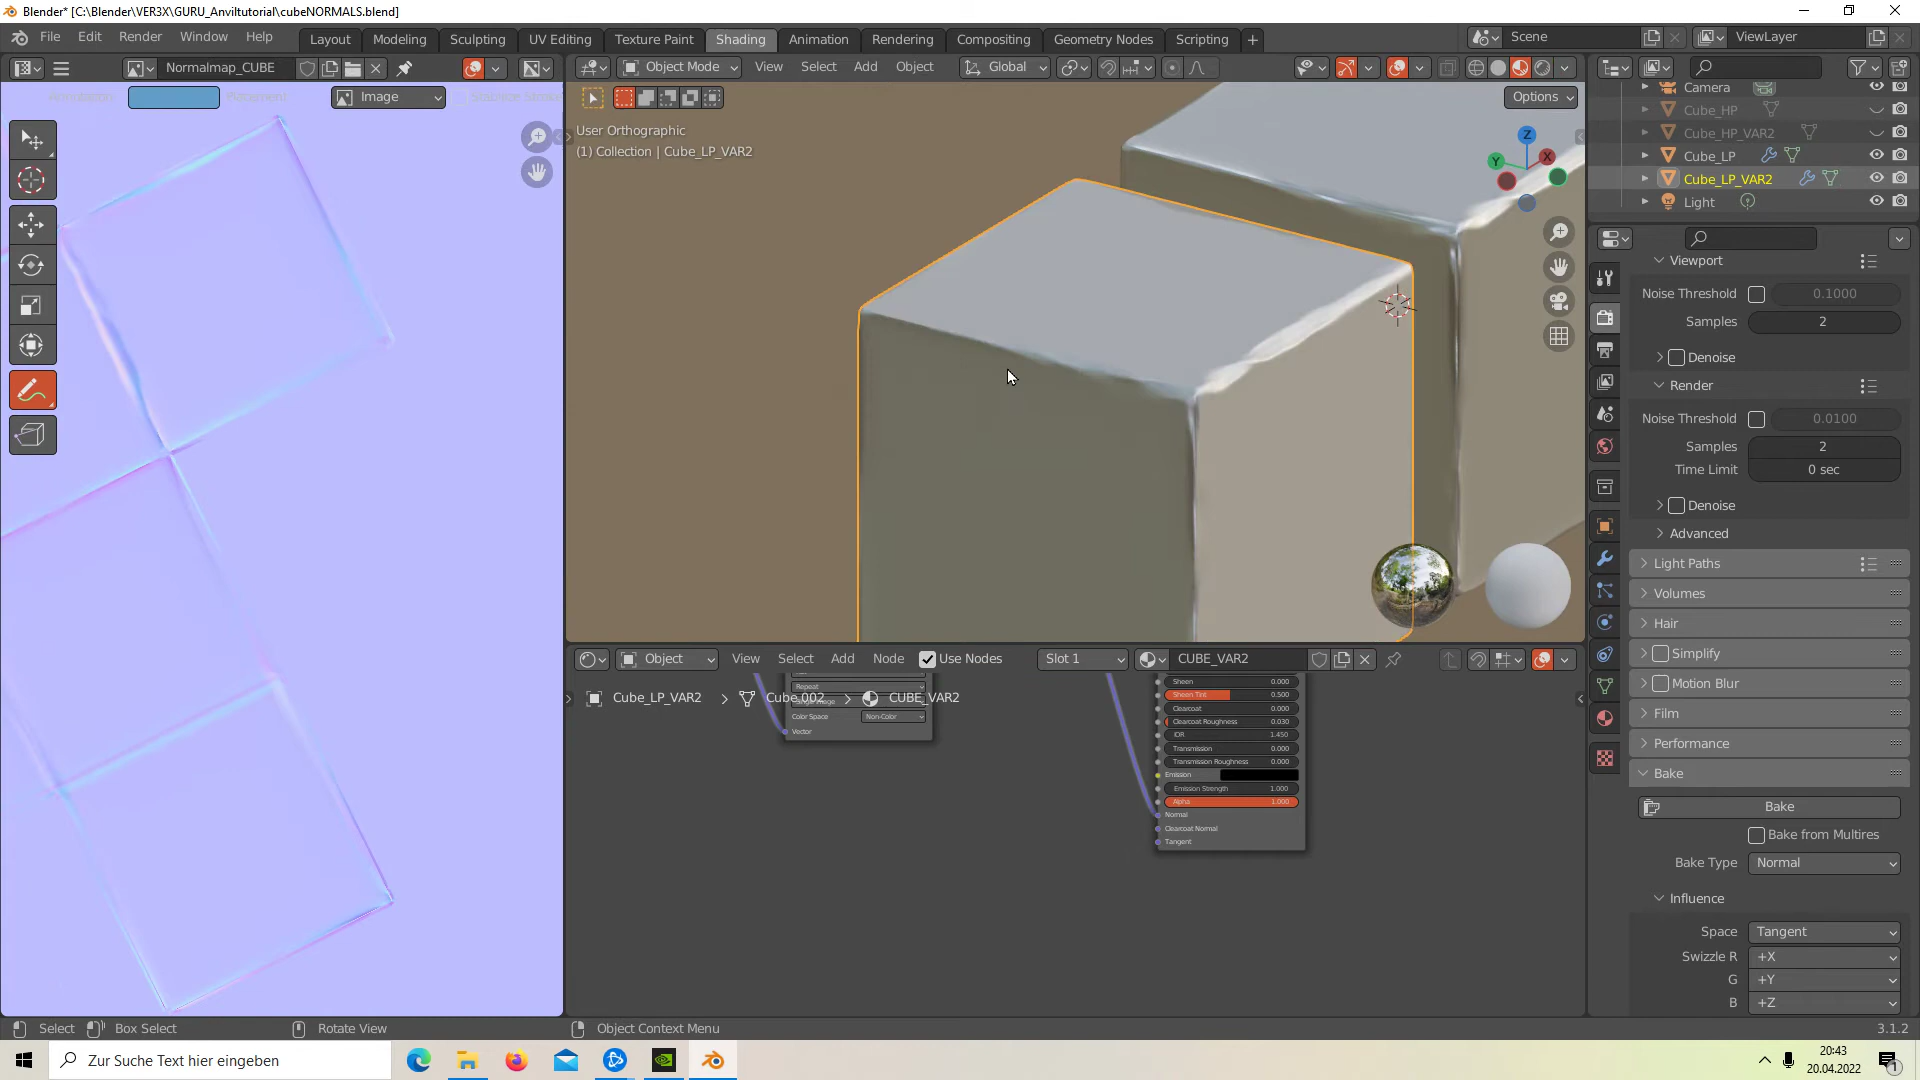 Blender* [C:\Blender\VER3X\GURU_Anviltutorial\cubeNORMALS.blend]
File Edit Render Window Help Layout Modeling Sculpting UV Editing Texture Paint Shading Animation Rendering Compositing Geometry Nodes Scripting + Scene ViewLayer
Normalmap_CUBE Object Mode View Select Add Object Global
Annotation Placement Image Stabilize Stroke
Options
User Orthographic
(1) Collection | Cube_LP_VAR2
Z
Y
X
Camera
Cube_HP
Cube_HP_VAR2
Cube_LP
Cube_LP_VAR2
Light
Viewport
Noise Threshold 0.1000
Samples 2
Denoise
Render
Noise Threshold 0.0100
Samples 2
Time Limit 0 sec
Denoise
Advanced
Light Paths
Volumes
Hair
Simplify
Motion Blur
Film
Performance
Bake
Bake
Bake from Multires
Bake Type Normal
Influence
Space Tangent
Swizzle R +X
G +Y
B +Z
Object View Select Add Node Use Nodes Slot 1 CUBE_VAR2
Cube_LP_VAR2 > Cube.002 > CUBE_VAR2
Repeat
Single Image
Color Space Non-Color
Vector
Sheen 0.000
Sheen Tint 0.500
Clearcoat 0.000
Clearcoat Roughness 0.030
IOR 1.450
Transmission 0.000
Transmission Roughness 0.000
Emission
Emission Strength 1.000
Alpha 1.000
Normal
Clearcoat Normal
Tangent
Select Box Select Rotate View Object Context Menu 3.1.2
Zur Suche Text hier eingeben
20:43
20.04.2022
1